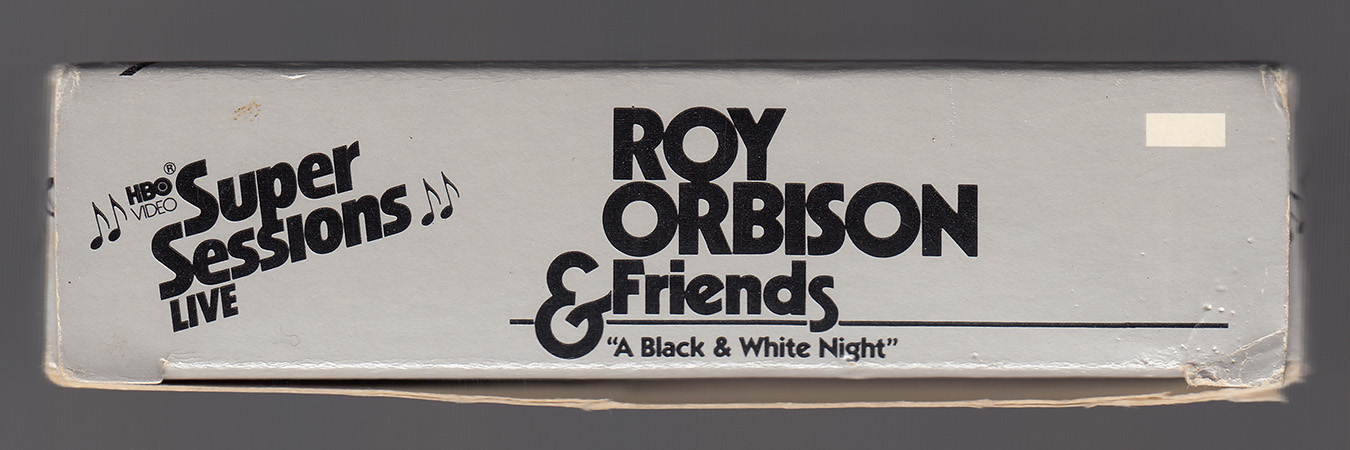 HBO®
VIDEO
Super
Sessions
LIVE
ROY
ORBISON
& Friends
“A Black & White Night”